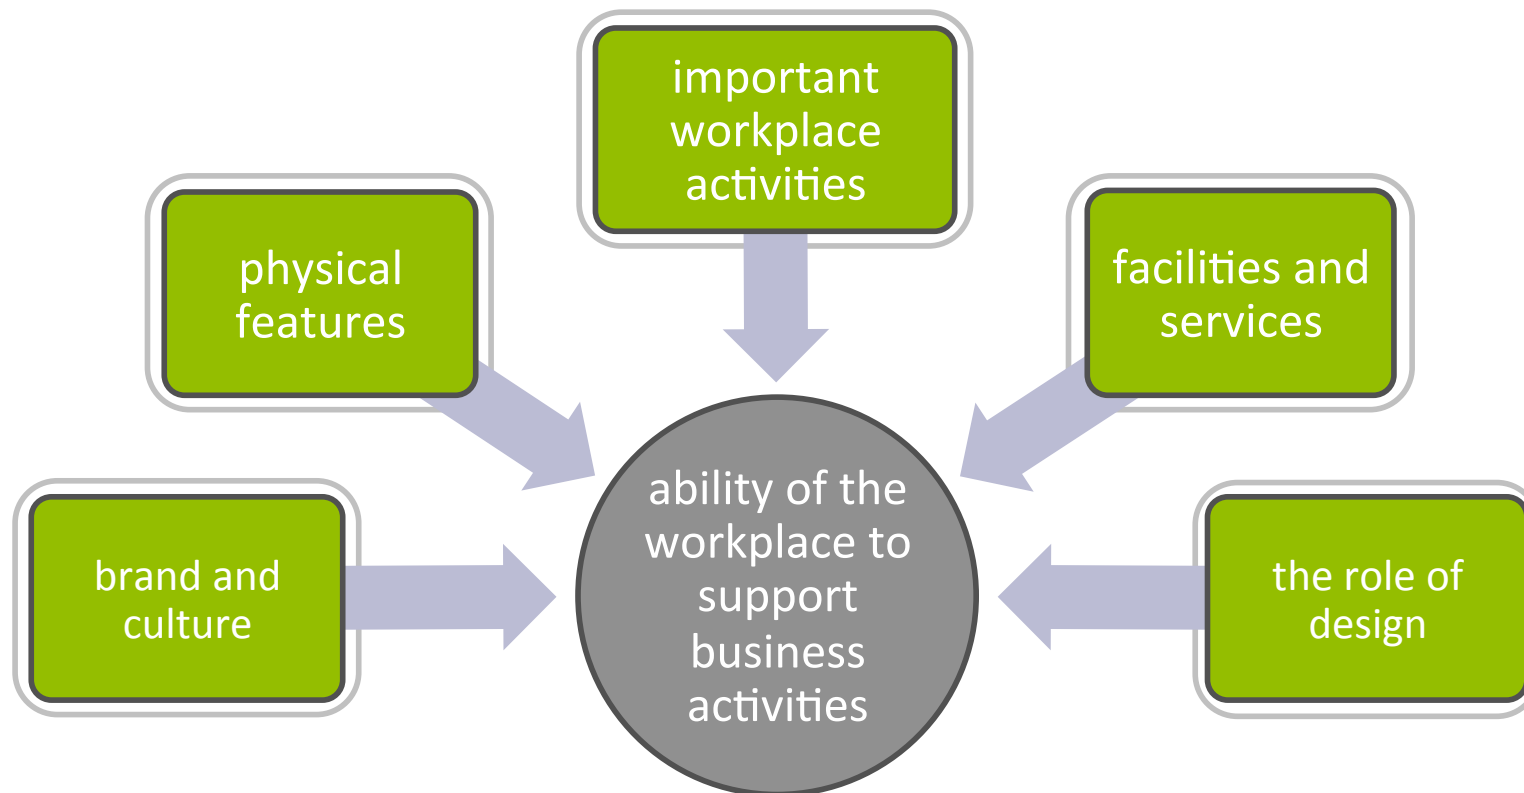 important
workplace
activities
physical
features
facilities and
services
brand and
culture
ability of the
workplace to
support
business
activities
the role of
design